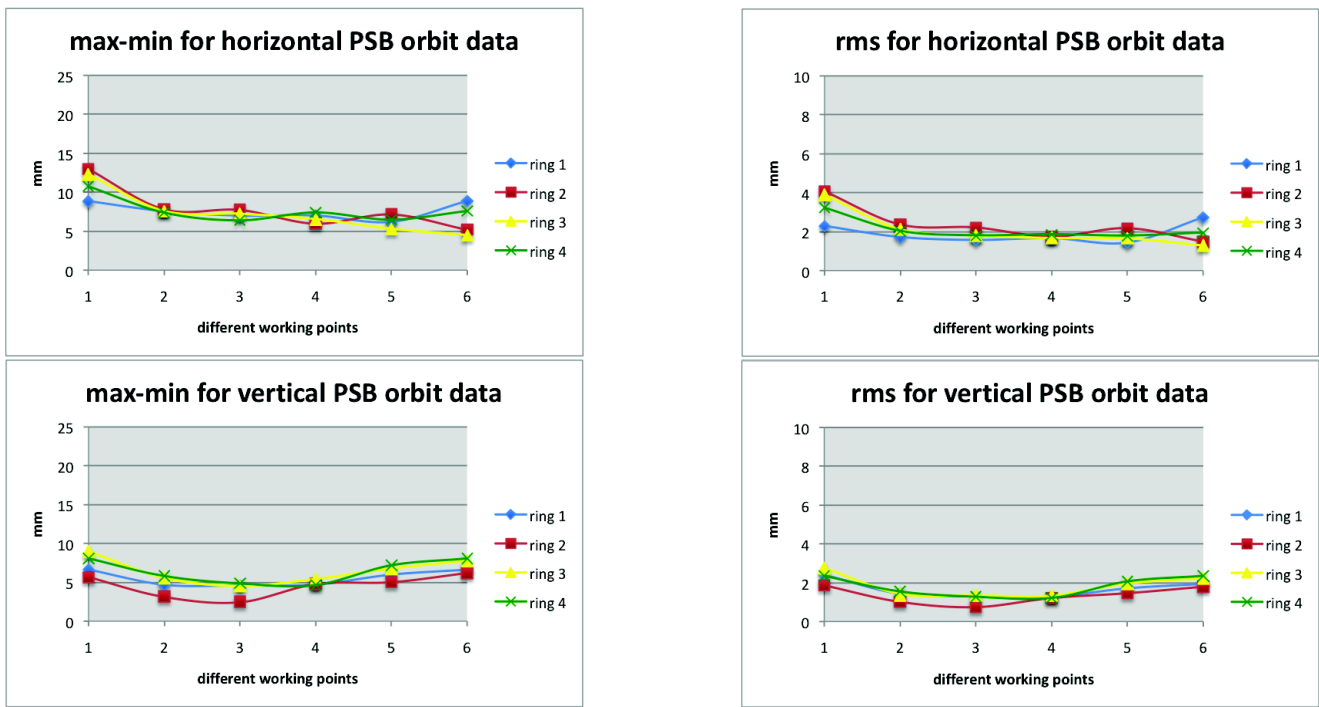 max-min for horizontal PSB orbit data
25
20
15
10
5
0
mm
1 2 3 4 5 6
different working points
ring 1
ring 2
ring 3
ring 4
rms for horizontal PSB orbit data
10
8
6
4
2
0
mm
1 2 3 4 5 6
different working points
ring 1
ring 2
ring 3
ring 4
max-min for vertical PSB orbit data
25
20
15
10
5
0
mm
1 2 3 4 5 6
different working points
ring 1
ring 2
ring 3
ring 4
rms for vertical PSB orbit data
10
8
6
4
2
0
mm
1 2 3 4 5 6
different working points
ring 1
ring 2
ring 3
ring 4